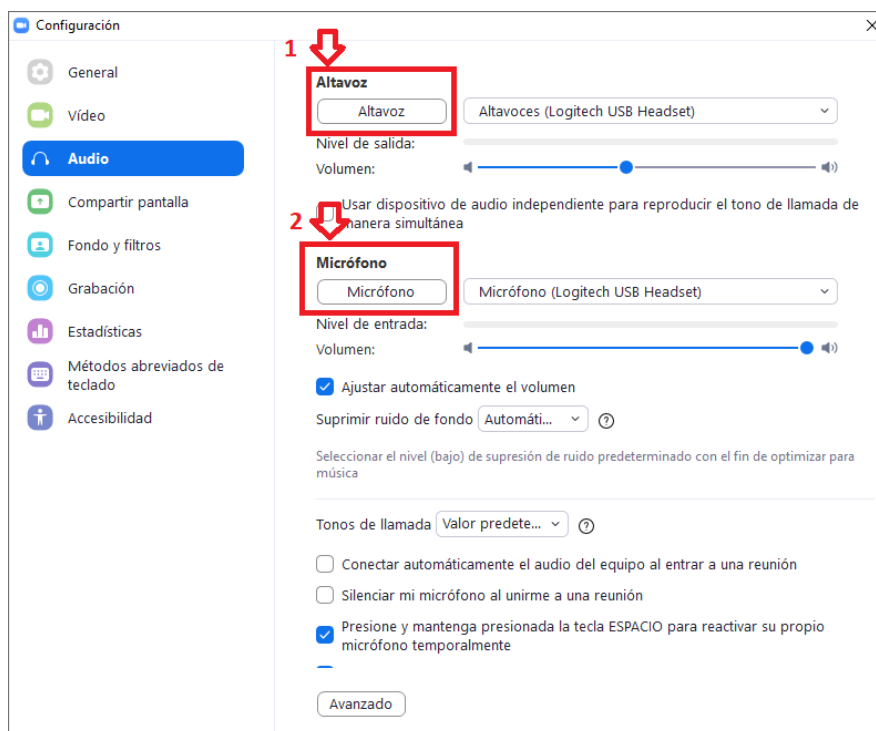 Configuración
General
Vídeo
Audio
Compartir pantalla
Fondo y filtros
Grabación
Estadísticas
Métodos abreviados de
teclado
Accesibilidad
1
Altavoz
Altavoz
Altavoces (Logitech USB Headset)
Nivel de salida:
Volumen:
Usar dispositivo de audio independiente para reproducir el tono de llamada de
manera simultánea
2
Micrófono
Micrófono
Micrófono (Logitech USB Headset)
Nivel de entrada:
Volumen:
Ajustar automáticamente el volumen
Suprimir ruido de fondo Automáti... ?
Seleccionar el nivel (bajo) de supresión de ruido predeterminado con el fin de optimizar para
música
Tonos de llamada Valor predete... ?
Conectar automáticamente el audio del equipo al entrar a una reunión
Silenciar mi micrófono al unirme a una reunión
Presione y mantenga presionada la tecla ESPACIO para reactivar su propio
micrófono temporalmente
Avanzado